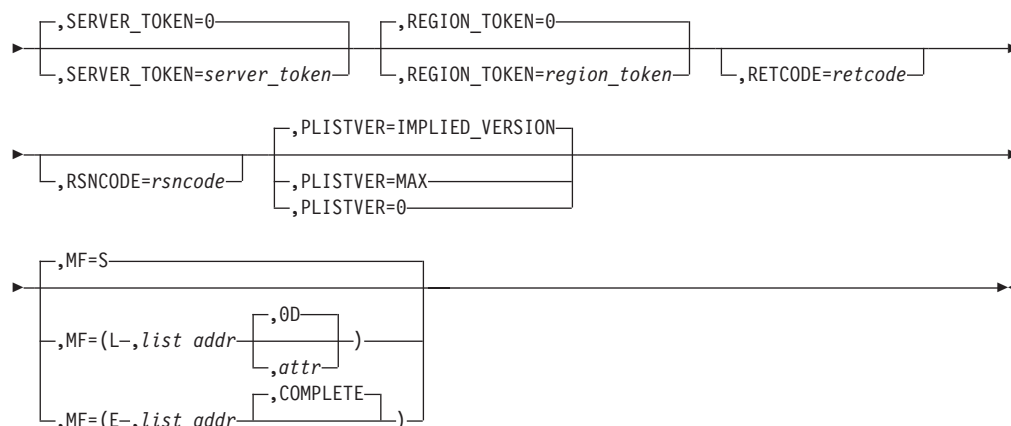 ,SERVER_TOKEN=0 ,REGION_TOKEN=0
,SERVER_TOKEN=server_token ,REGION_TOKEN=region_token ,RETCODE=retcode
,PLISTVER=IMPLIED_VERSION
,RSNCODE=rsncode ,PLISTVER=MAX
,PLISTVER=0
,MF=S
,0D
,MF=(L ,list addr )
,attr
,COMPLETE
,MF=(E ,list addr )